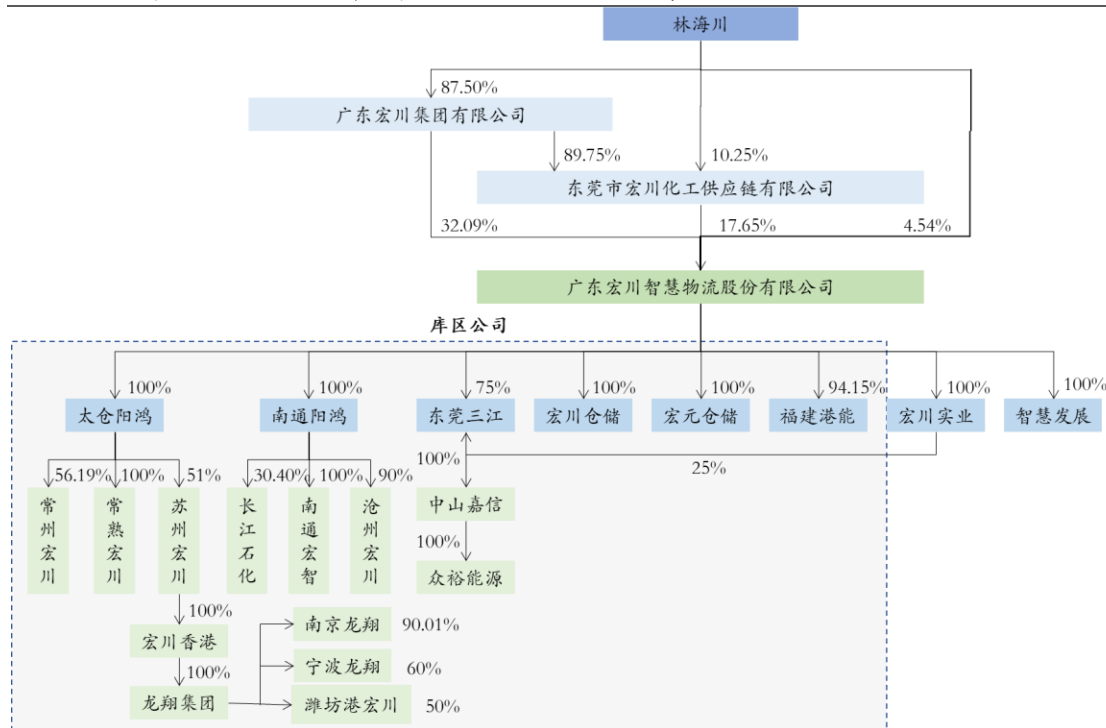 林海川
87.50%
广东宏川集团有限公司
89.75%
10.25%
东莞市宏川化工供应链有限公司
32.09%
17.65%
4.54%
广东宏川智慧物流股份有限公司
库区公司
100%
100%
75%
100%
100%
94.15%
100%
100%
太仓阳鸿
南通阳鸿
东莞三江
宏川仓储
宏元仓储
福建港能
宏川实业
智慧发展
56.19%
100%
51%
30.40%
100%
90%
100%
25%
常州宏川
常熟宏川
苏州宏川
长江石化
南通宏智
沧州宏川
中山嘉信
100%
众裕能源
100%
宏川香港
南京龙翔
90.01%
100%
宁波龙翔
60%
龙翔集团
潍坊港宏川
50%